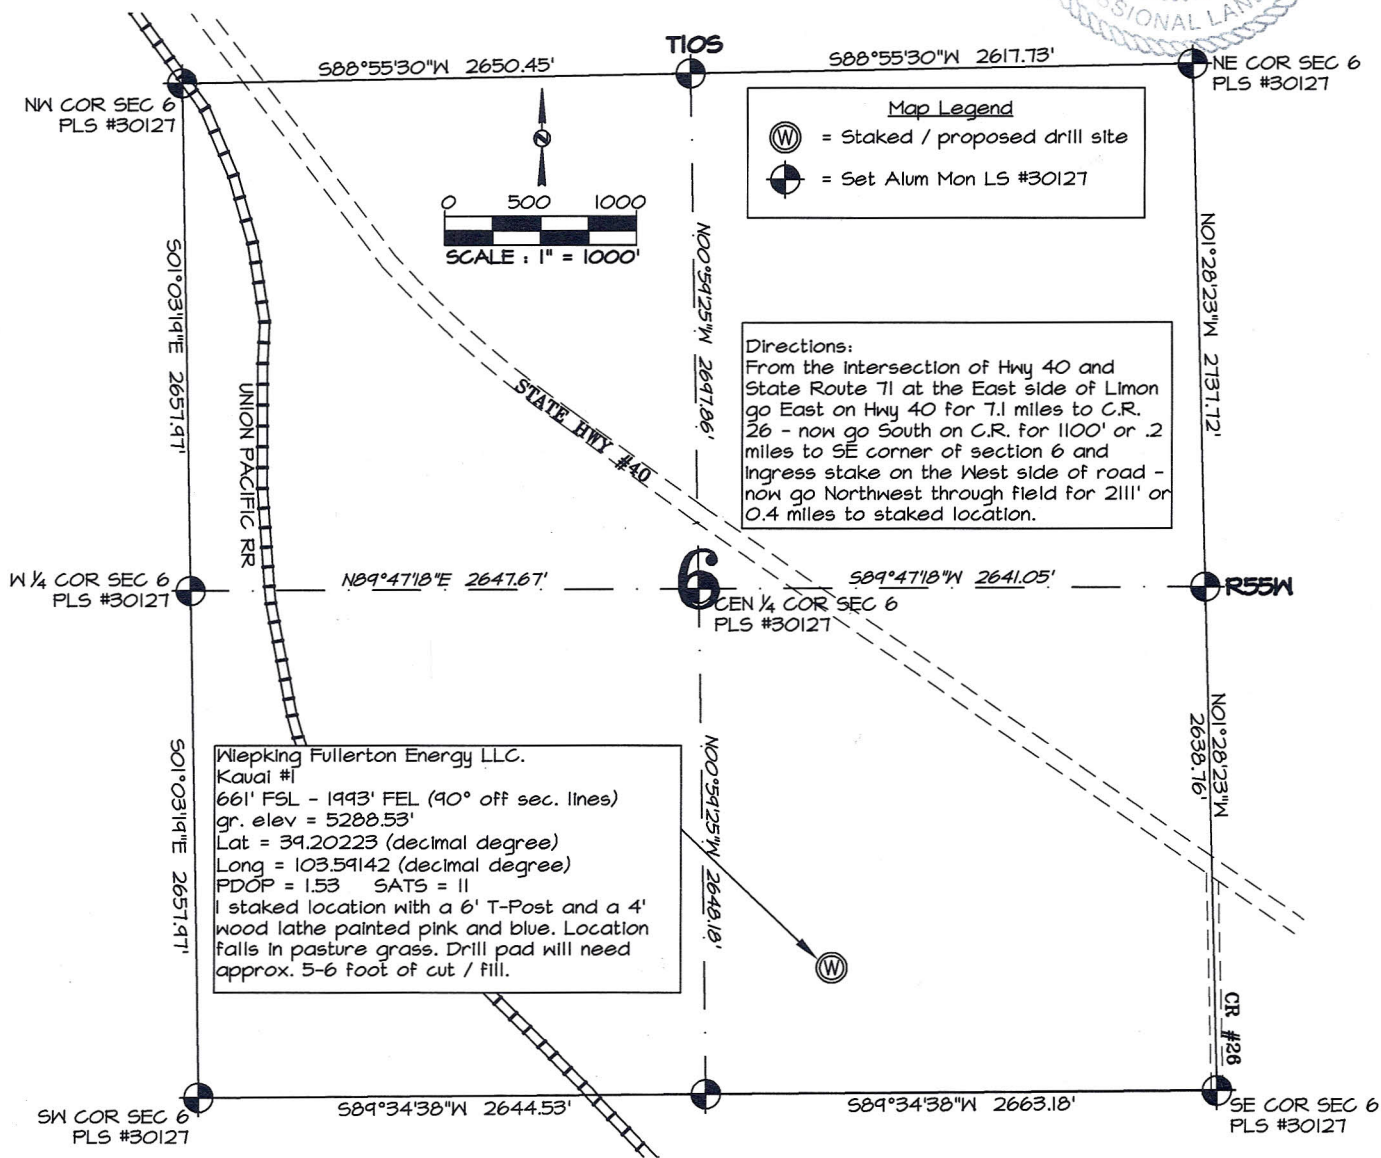 SSIONAL LAN
T10S
S88°55'30"W 2650.45'
S88°55'30"W 2617.73'
NW COR SEC 6
PLS #30127
NE COR SEC 6
PLS #30127
Map Legend
W = Staked / proposed drill site
= Set Alum Mon LS #30127
N
0 500 1000
SCALE : 1" = 1000'
S01°03'19"E 2657.97'
UNION PACIFIC RR
STATE HWY #40
N00°54'25"W 2697.86'
N01°28'23"W 2737.72'
Directions:
From the intersection of Hwy 40 and
State Route 71 at the East side of Limon
go East on Hwy 40 for 7.1 miles to C.R.
26 - now go South on C.R. for 1100' or .2
miles to SE corner of section 6 and
ingress stake on the West side of road -
now go Northwest through field for 2111' or
0.4 miles to staked location.
W ¼ COR SEC 6
PLS #30127
N89°47'18"E 2647.67'
6
S89°47'18"W 2641.05'
R55W
CEN ¼ COR SEC 6
PLS #30127
S01°03'19"E 2657.97'
Wiepking Fullerton Energy LLC.
Kauai #1
661' FSL - 1993' FEL (90° off sec. lines)
gr. elev = 5288.53'
Lat = 39.20223 (decimal degree)
Long = 103.59142 (decimal degree)
PDOP = 1.53 SATS = 11
I staked location with a 6' T-Post and a 4'
wood lathe painted pink and blue. Location
falls in pasture grass. Drill pad will need
approx. 5-6 foot of cut / fill.
N00°54'25"W 2648.18'
W
N01°28'23"W
2638.76'
CR #26
SW COR SEC 6
PLS #30127
S89°34'38"W 2644.53'
S89°34'38"W 2663.18'
SE COR SEC 6
PLS #30127